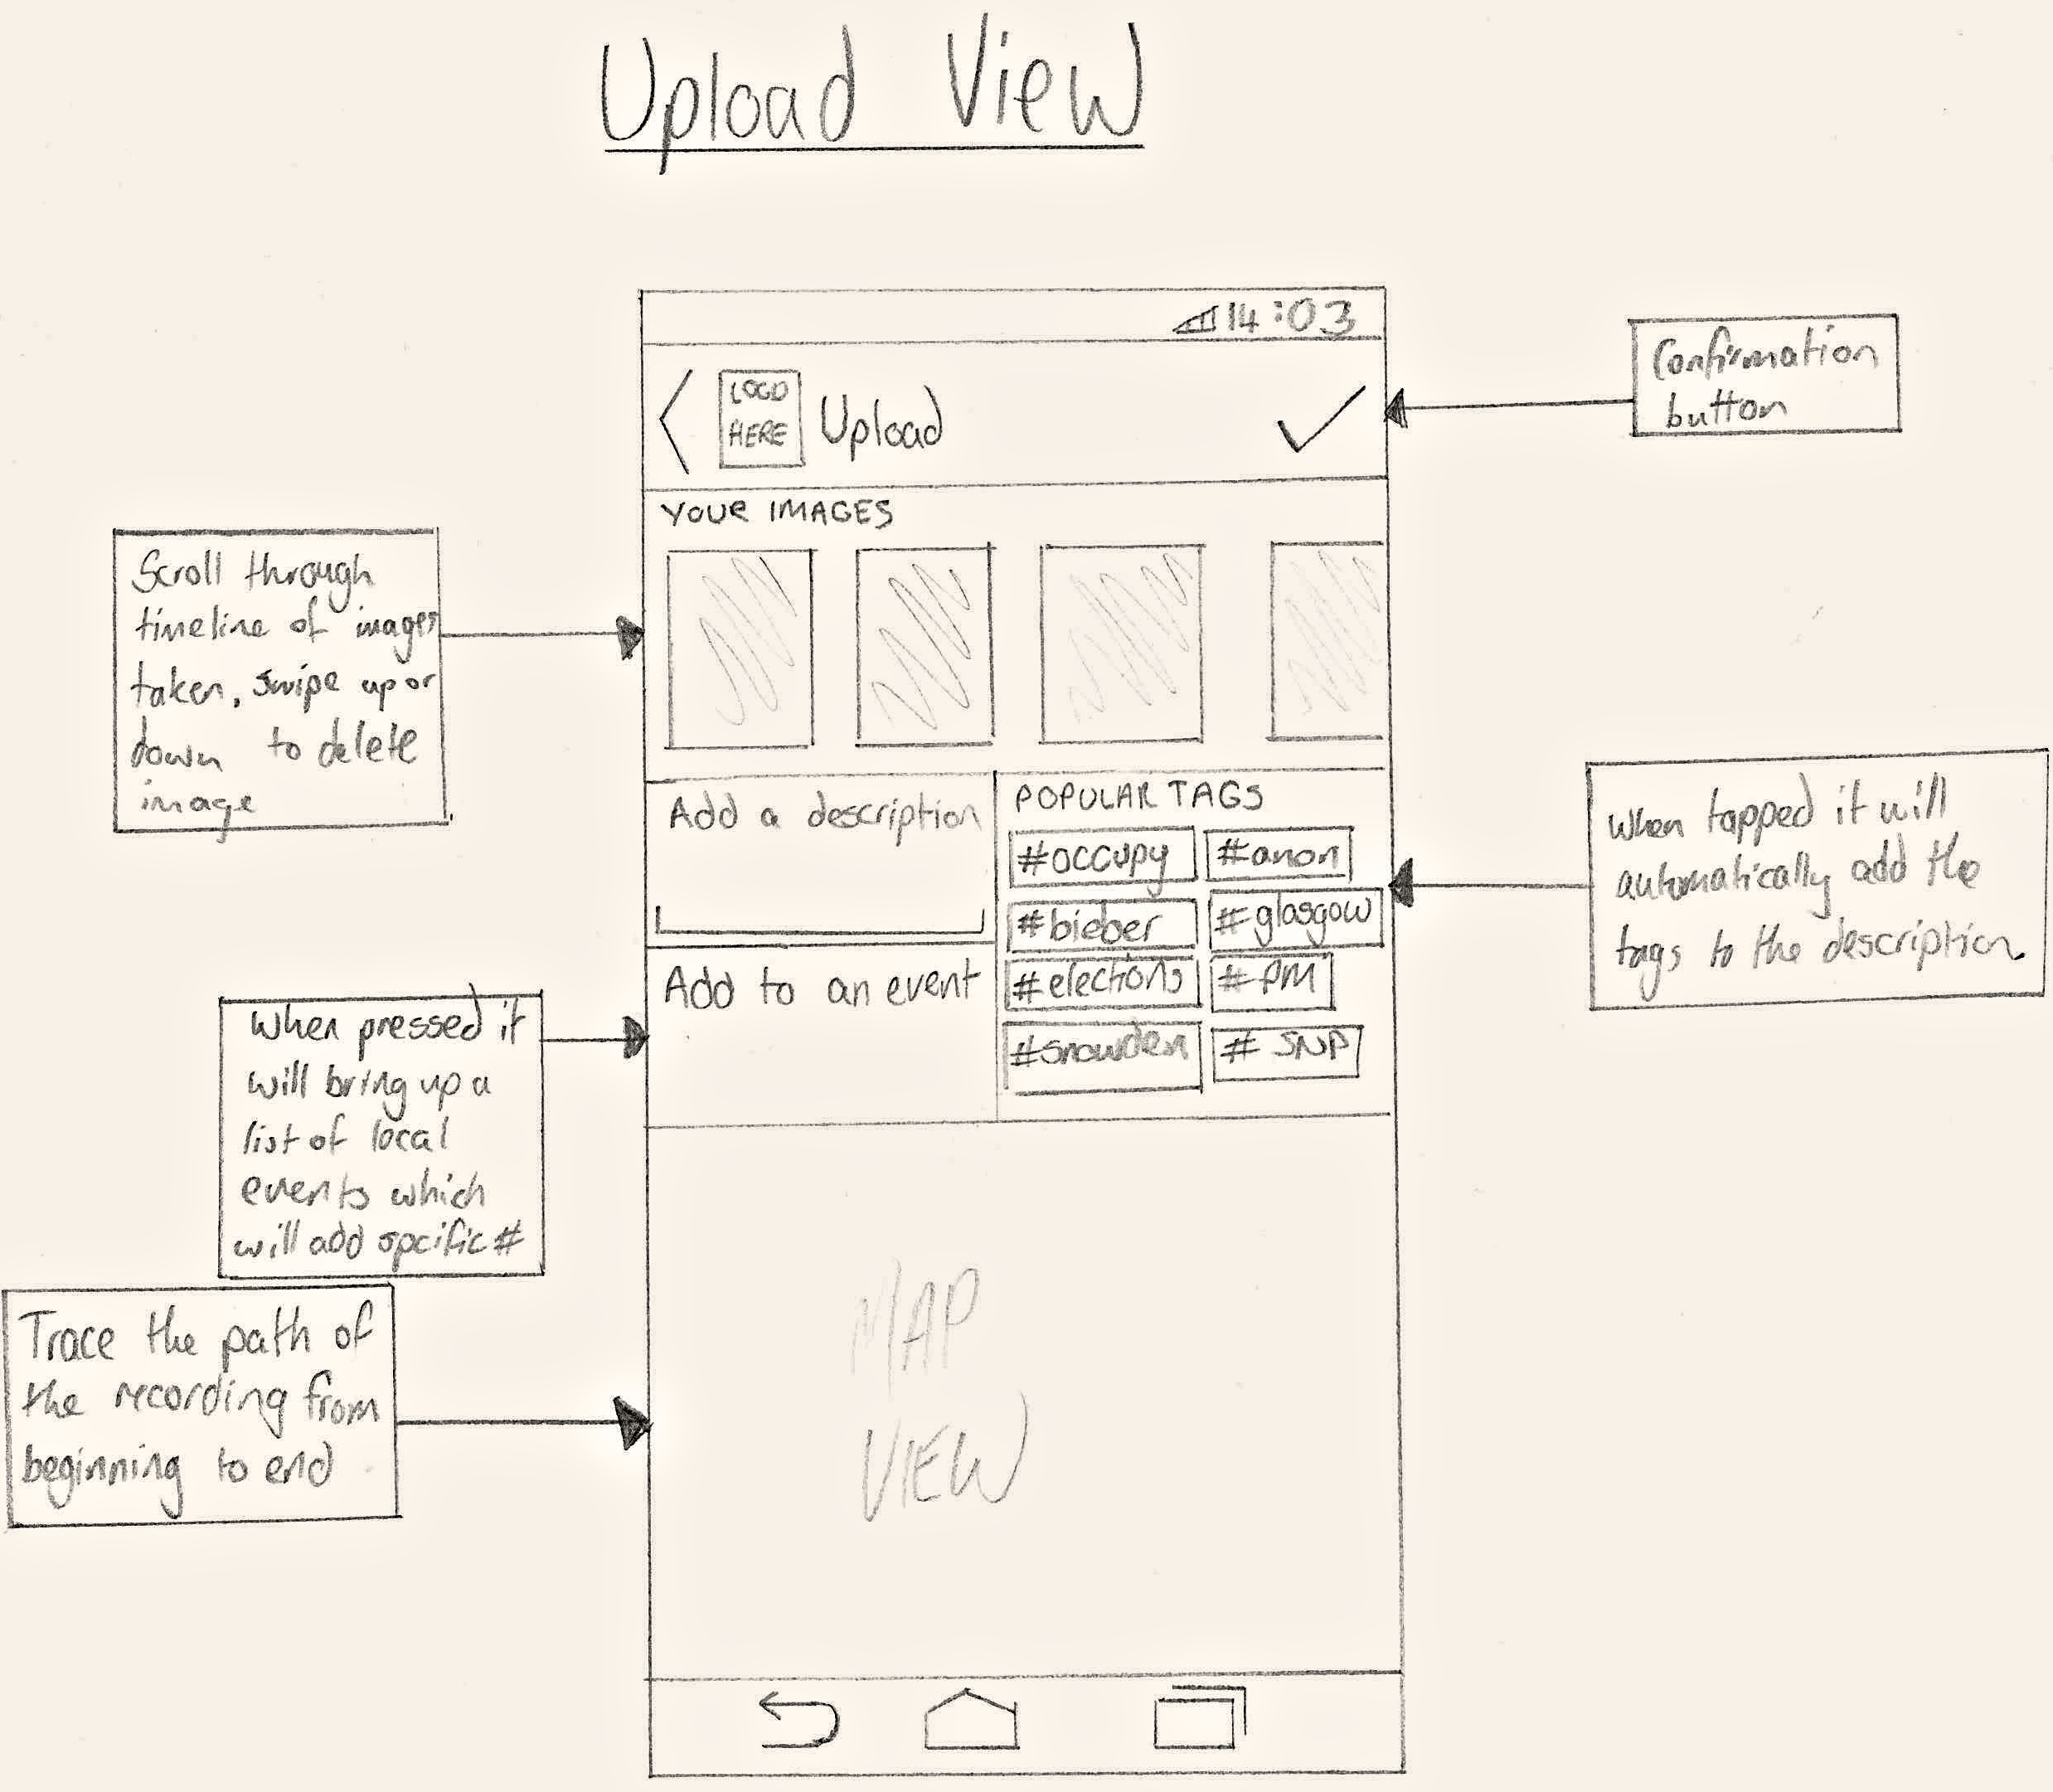 Upload View
14:03
LOGO
HERE
Upload
Confirmation
button
YOUR IMAGES
Scroll through
timeline of images
taken, swipe up or
down to delete
image
Add a description
POPULAR TAGS
#occupy #anon
#bieber #glasgow
#elections #PM
#snowden #SNP
When tapped it will
automatically add the
tags to the description.
Add to an event
When pressed it
will bring up a
list of local
events which
will add spcific #
Trace the path of
the recording from
beginning to end
MAP
VIEW